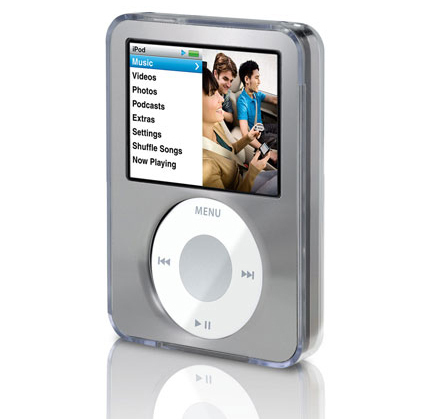 iPod
Music
Videos
Photos
Podcasts
Extras
Settings
Shuffle Songs
Now Playing
MENU